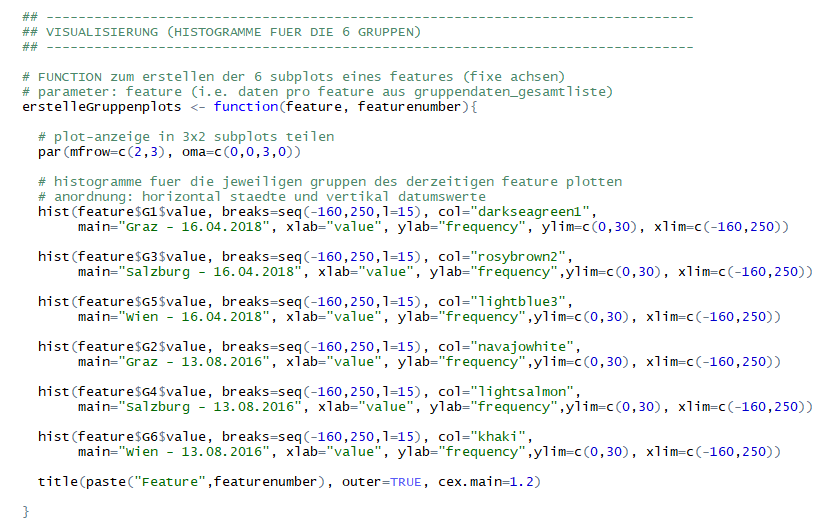 ## ---------------------------------------------------------------------------------
## VISUALISIERUNG (HISTOGRAMME FUER DIE 6 GRUPPEN)
## ---------------------------------------------------------------------------------
# FUNCTION zum erstellen der 6 subplots eines features (fixe achsen)
# parameter: feature (i.e. daten pro feature aus gruppendaten_gesamtliste)
erstelleGruppenplots <- function(feature, featurenumber){
# plot-anzeige in 3x2 subplots teilen
par(mfrow=c(2,3), oma=c(0,0,3,0))
# histogramme fuer die jeweiligen gruppen des derzeitigen feature plotten
# anordnung: horizontal staedte und vertikal datumswerte
hist(feature$G1$value, breaks=seq(-160,250,l=15), col="darkseagreen1",
main="Graz - 16.04.2018", xlab="value", ylab="frequency", ylim=c(0,30), xlim=c(-160,250))
hist(feature$G3$value, breaks=seq(-160,250,l=15), col="rosybrown2",
main="Salzburg - 16.04.2018", xlab="value", ylab="frequency",ylim=c(0,30), xlim=c(-160,250))
hist(feature$G5$value, breaks=seq(-160,250,l=15), col="lightblue3",
main="Wien - 16.04.2018", xlab="value", ylab="frequency",ylim=c(0,30), xlim=c(-160,250))
hist(feature$G2$value, breaks=seq(-160,250,l=15), col="navajowhite",
main="Graz - 13.08.2016", xlab="value", ylab="frequency",ylim=c(0,30), xlim=c(-160,250))
hist(feature$G4$value, breaks=seq(-160,250,l=15), col="lightsalmon",
main="Salzburg - 13.08.2016", xlab="value", ylab="frequency",ylim=c(0,30), xlim=c(-160,250))
hist(feature$G6$value, breaks=seq(-160,250,l=15), col="khaki",
main="Wien - 13.08.2016", xlab="value", ylab="frequency",ylim=c(0,30), xlim=c(-160,250))
title(paste("Feature",featurenumber), outer=TRUE, cex.main=1.2)
}